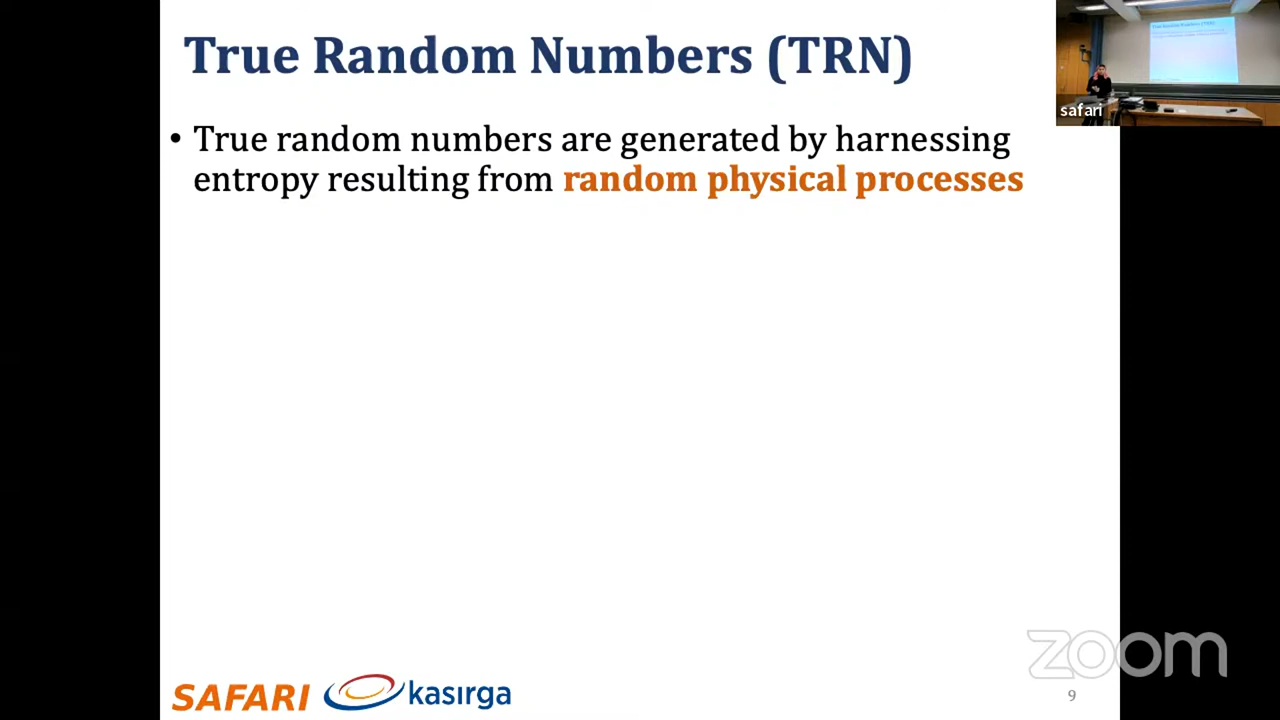 True Random Numbers (TRN)
• True random numbers are generated by harnessing
entropy resulting from random physical processes
safari
zoom
SAFARI kasırga
9